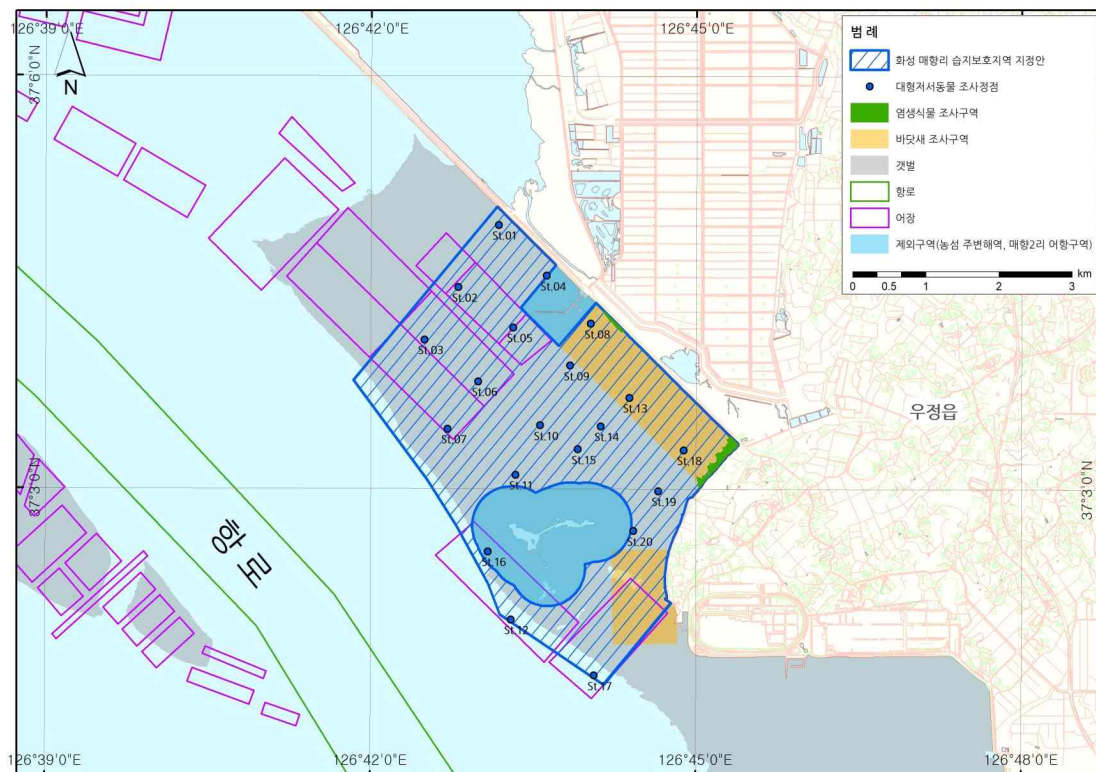 126°39'0"E
126°42'0"E
126°45'0"E
범 례
화성 매향리 습지보호지역 지정안
대형저서동물 조사정점
염생식물 조사구역
바닷새 조사구역
갯벌
항로
어장
제외구역(농섬 주변해역, 매향2리 어항구역)
km
0 0.5 1 2 3
N
37°6'0"N
St.01
St.04
St.02
St.05
St.08
St.03
St.09
St.06
St.13
우정읍
St.07
St.10
St.14
St.15
St.18
St.11
St.19
37°3'0"N
37°3'0"N
St.20
St.16
항로
St.12
St.17
126°39'0"E
126°42'0"E
126°45'0"E
126°48'0"E